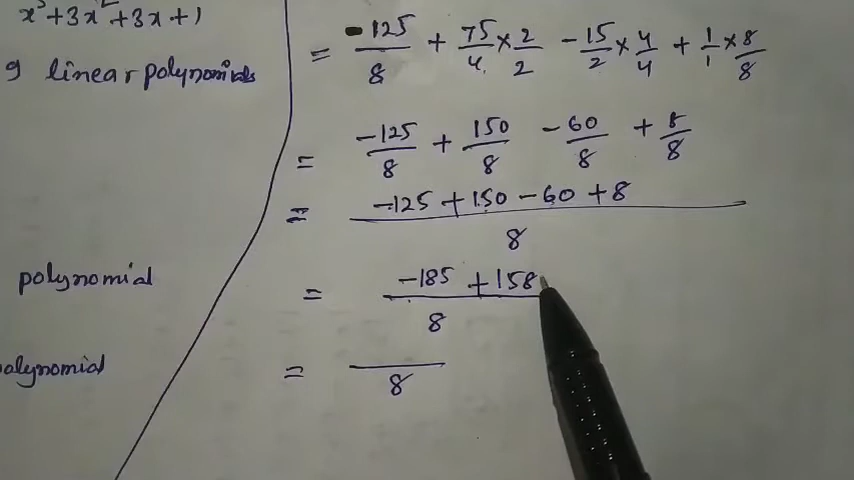 x³+3x²+3x+1
g linear polynomials
polynomial
polynomial
= -125/8 + 75/4 × 2/2 - 15/2 × 4/4 + 1/1 × 8/8
= -125/8 + 150/8 - 60/8 + 8/8
= (-125 + 150 - 60 + 8)/8
= (-185 + 158)/8
= /8